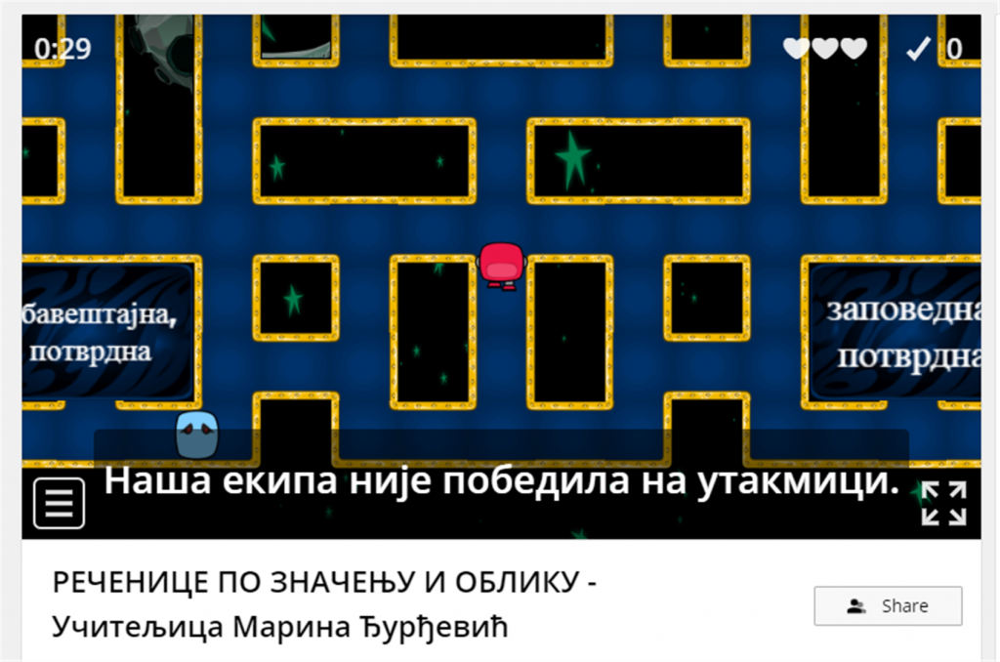 0:29
0
бавештајна,
потврдна
заповедна
потврдна
Наша екипа није победила на утакмици.
РЕЧЕНИЦЕ ПО ЗНАЧЕЊУ И ОБЛИКУ -
Учитељица Марина Ђурђевић
Share